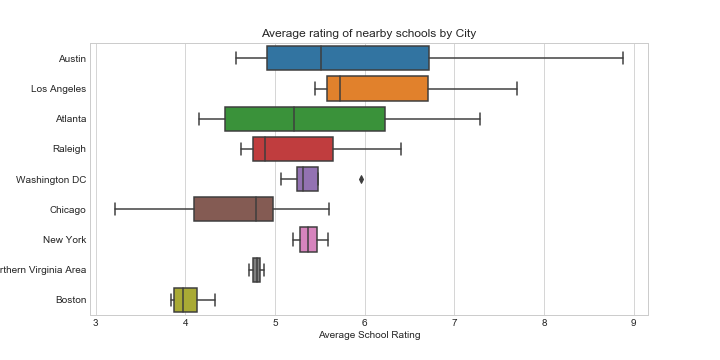 Average rating of nearby schools by City
Austin
Los Angeles
Atlanta
Raleigh
Washington DC
Chicago
New York
rthern Virginia Area
Boston
3 4 5 6 7 8 9
Average School Rating